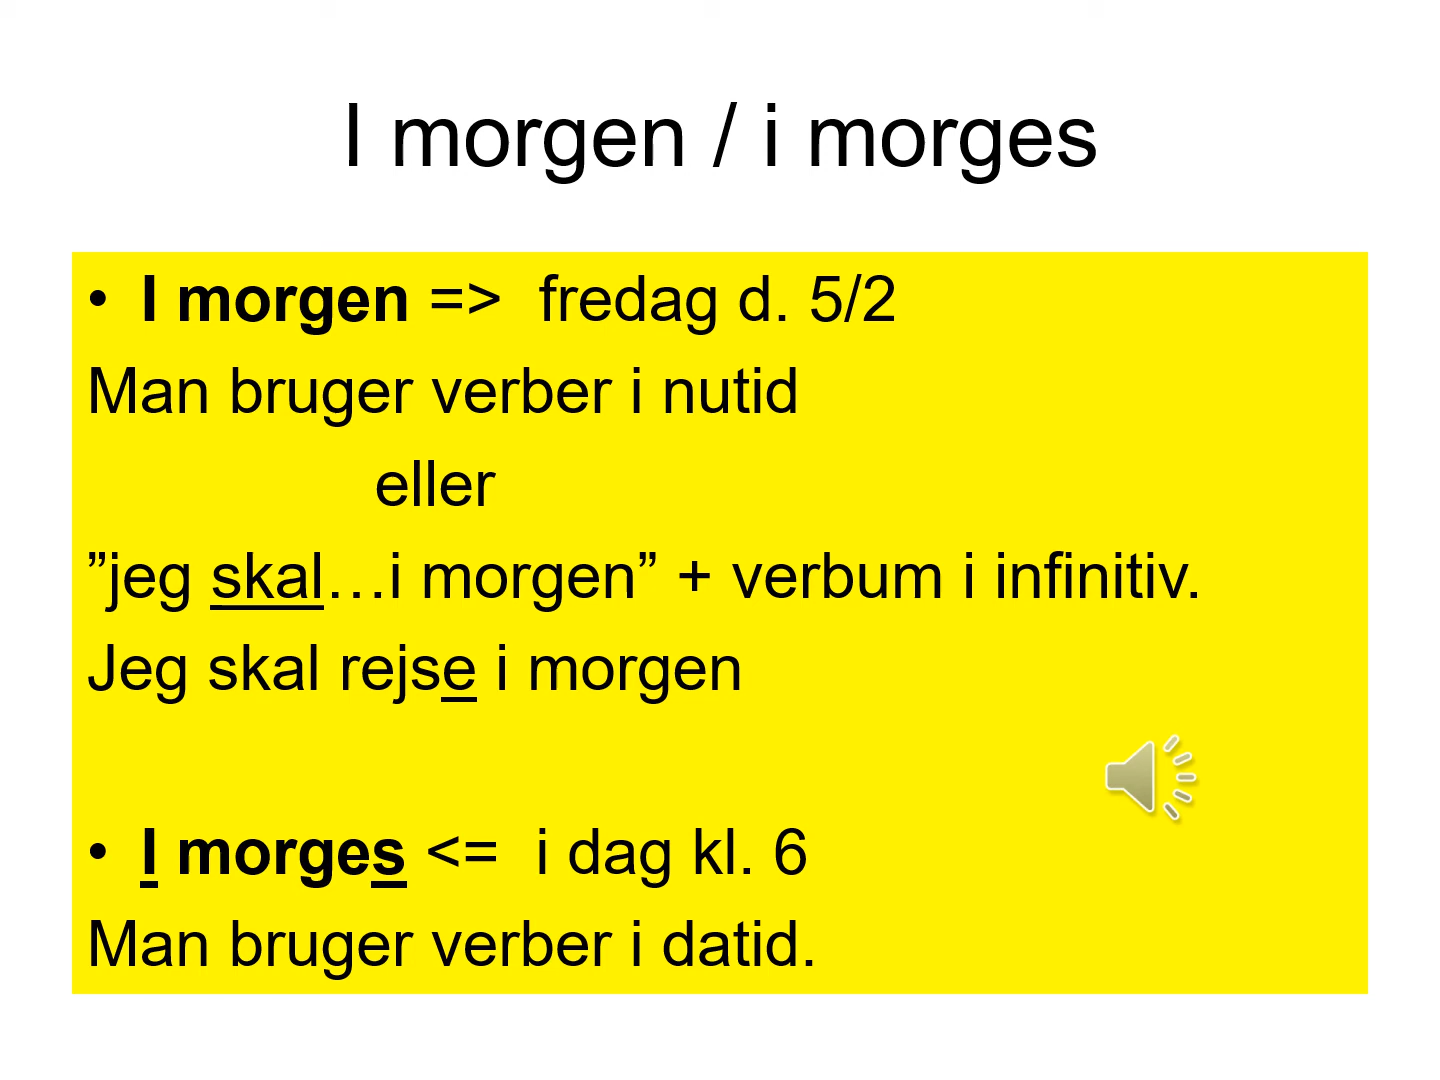 I morgen / i morges
• I morgen => fredag d. 5/2
Man bruger verber i nutid
eller
”jeg skal…i morgen” + verbum i infinitiv.
Jeg skal rejse i morgen
• I morges <= i dag kl. 6
Man bruger verber i datid.